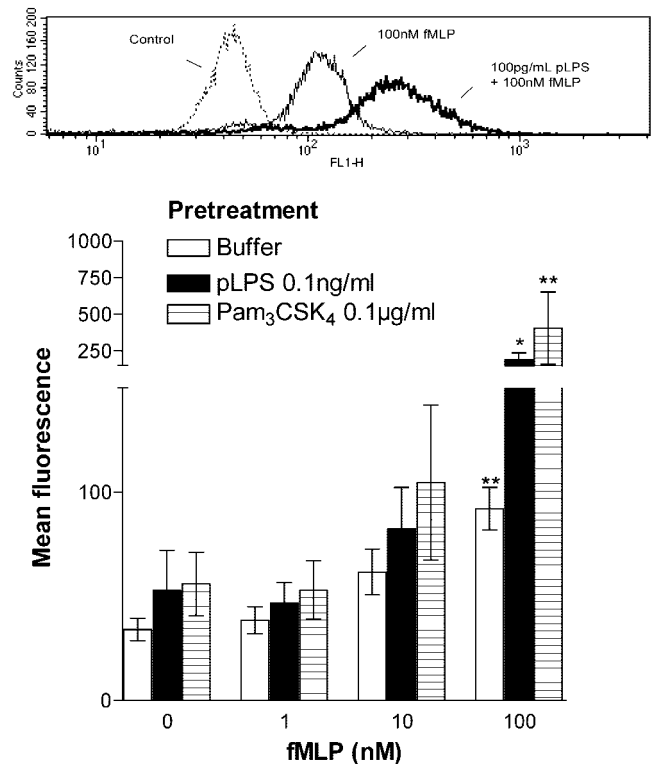 200
160
120
80
40
0
Counts
Control
100nM fMLP
100pg/mL pLPS
+ 100nM fMLP
10¹ 10² 10³
FL1-H
Pretreatment
Buffer
pLPS 0.1ng/ml
Pam₃CSK₄ 0.1µg/ml
1000
750
500
250
100
0
Mean fluorescence
**
*
**
0 1 10 100
fMLP (nM)